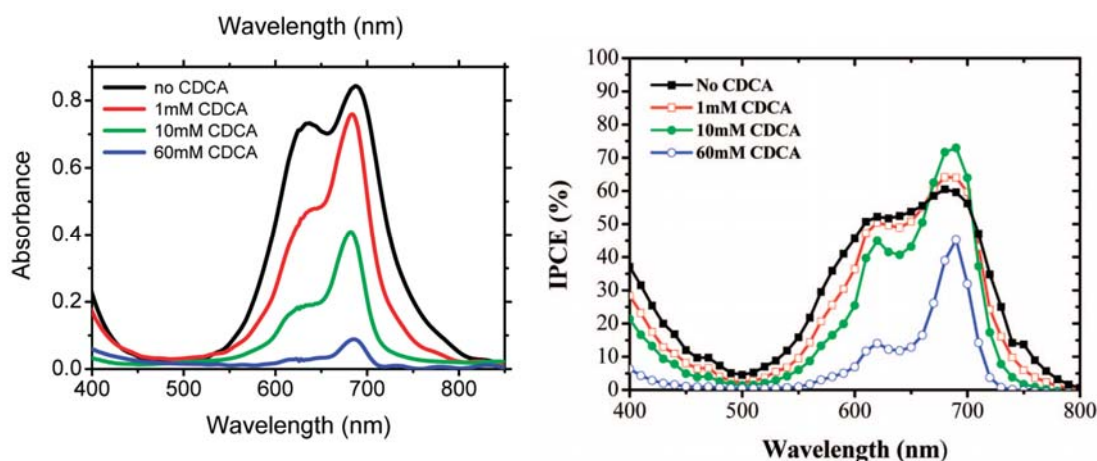 Wavelength (nm)
no CDCA
1mM CDCA
10mM CDCA
60mM CDCA
Absorbance
0.8
0.6
0.4
0.2
0.0
400 500 600 700 800
Wavelength (nm)
No CDCA
1mM CDCA
10mM CDCA
60mM CDCA
IPCE (%)
100
90
80
70
60
50
40
30
20
10
0
400 500 600 700 800
Wavelength (nm)